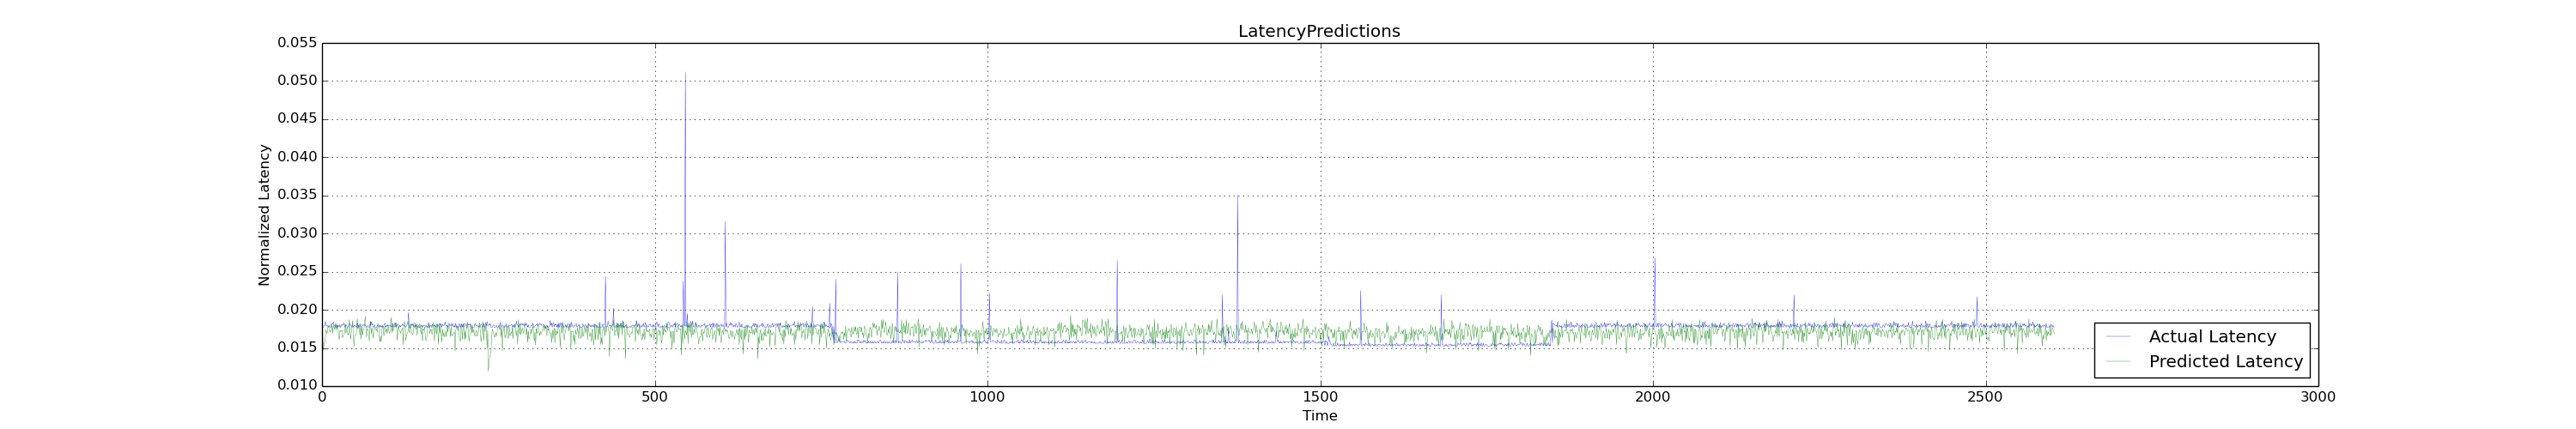 LatencyPredictions
0.055
0.050
0.045
0.040
0.035
0.030
0.025
0.020
0.015
0.010
Normalized Latency
0 500 1000 1500 2000 2500 3000
Time
Actual Latency
Predicted Latency